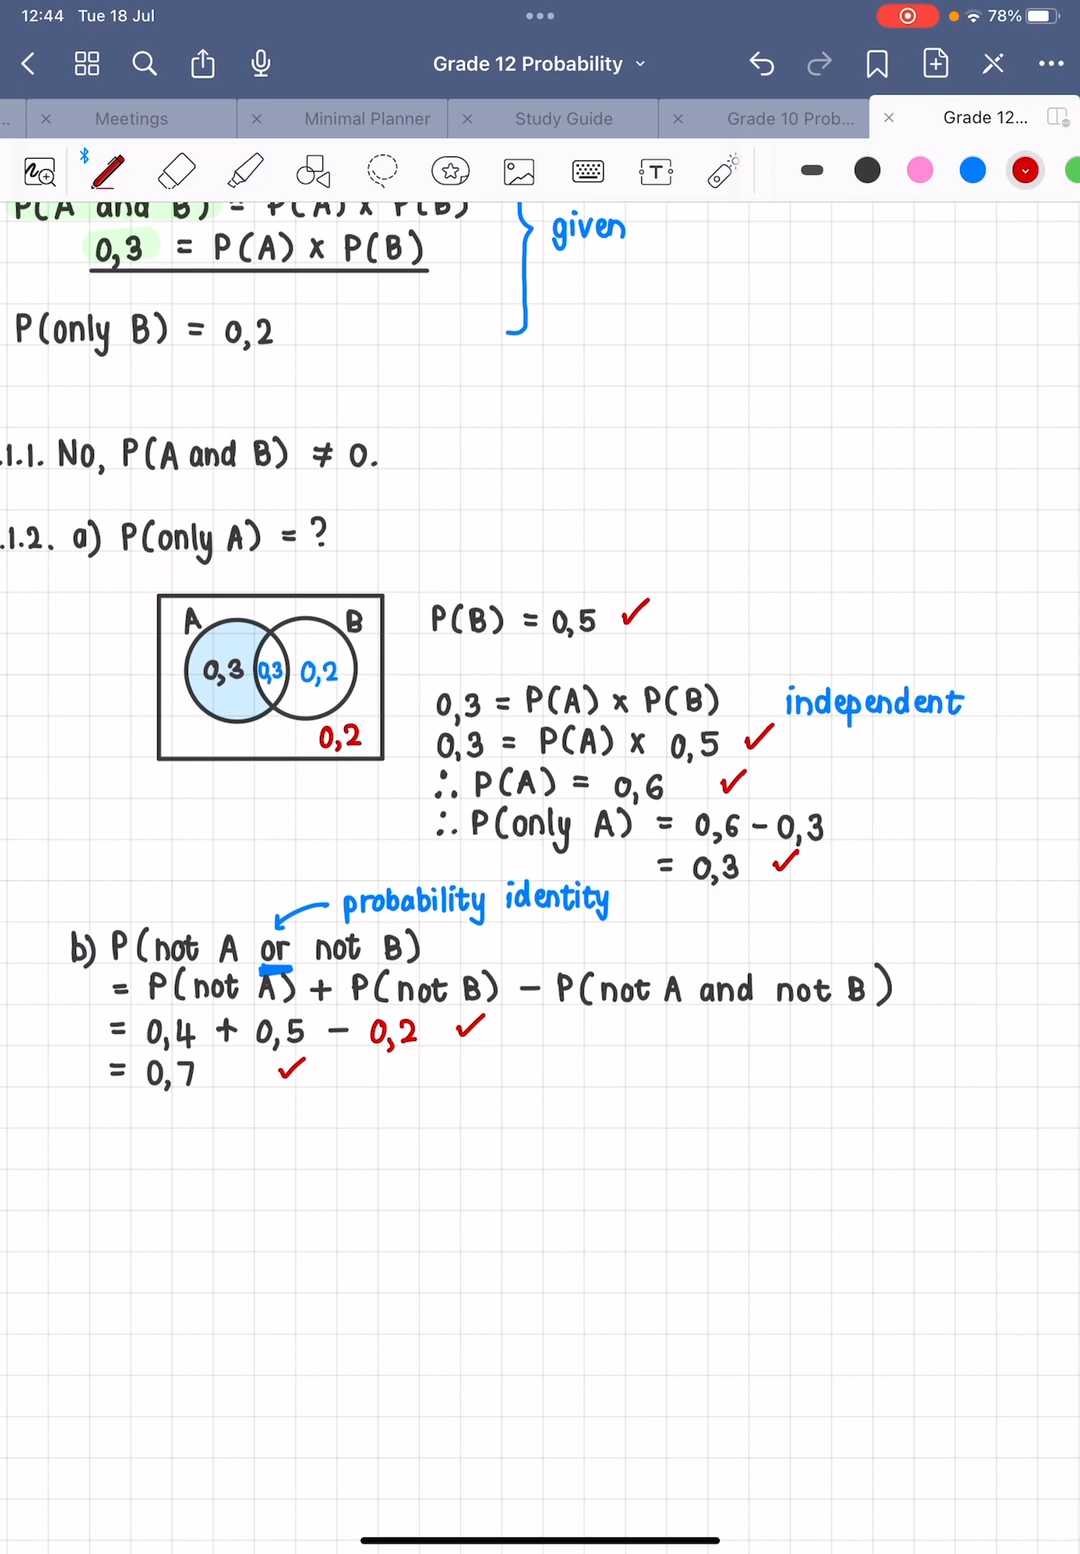 12:44 Tue 18 Jul
78%
Grade 12 Probability
Meetings
Minimal Planner
Study Guide
Grade 10 Prob...
Grade 12...
P(A and B) = P(A) x P(B)
0,3 = P(A) x P(B)
given
P(only B) = 0,2
.1.1. No, P(A and B) ≠ 0.
.1.2. a) P(only A) = ?
A
B
0,3
0,3
0,2
0,2
P(B) = 0,5 ✓
0,3 = P(A) x P(B) independent
0,3 = P(A) x 0,5 ✓
∴ P(A) = 0,6 ✓
∴ P(only A) = 0,6 - 0,3
= 0,3 ✓
probability identity
b) P(not A or not B)
= P(not A) + P(not B) - P(not A and not B)
= 0,4 + 0,5 - 0,2 ✓
= 0,7 ✓